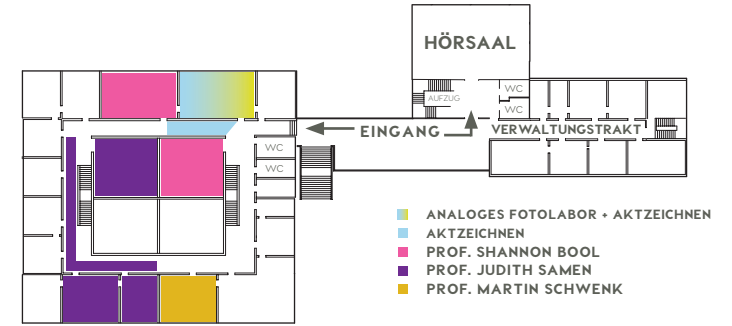 HÖRSAAL
WC
AUFZUG
WC
EINGANG
VERWALTUNGSTRAKT
WC
WC
ANALOGES FOTOLABOR + AKTZEICHNEN
AKTZEICHNEN
PROF. SHANNON BOOL
PROF. JUDITH SAMEN
PROF. MARTIN SCHWENK